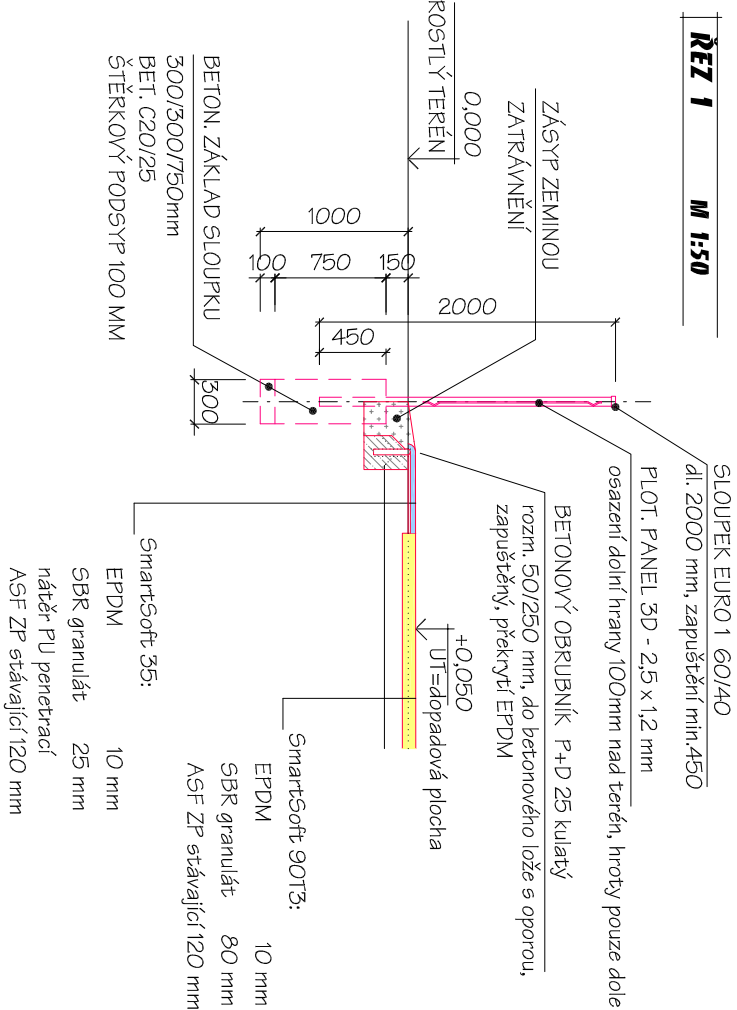 ŘEZ 1 M 1:50
SLOUPEK EURO 1 60/40
dl. 2000 mm, zapuštění min.450
PLOT. PANEL 3D - 2,5 x 1,2 mm
osazení dolní hrany 100mm nad terén, hroty pouze dole
BETONOVÝ OBRUBNÍK P+D 25 kulatý
rozm. 50/250 mm, do betonového lože s oporou,
zapuštěný, překrytí EPDM
ZÁSYP ZEMINOU
ZATRÁVNĚNÍ
0,000
ROSTLÝ TERÉN
+0,050
UT=dopadová plocha
2000
450
1000
100
750
150
300
BETON. ZÁKLAD SLOUPKU
300/300/750mm
BET. C20/25
ŠTĚRKOVÝ PODSYP 100 MM
SmartSoft 90T3:
EPDM 10 mm
SBR granulát 80 mm
ASF ZP stávající 120 mm
SmartSoft 35:
EPDM 10 mm
SBR granulát 25 mm
nátěr PU penetrací
ASF ZP stávající 120 mm